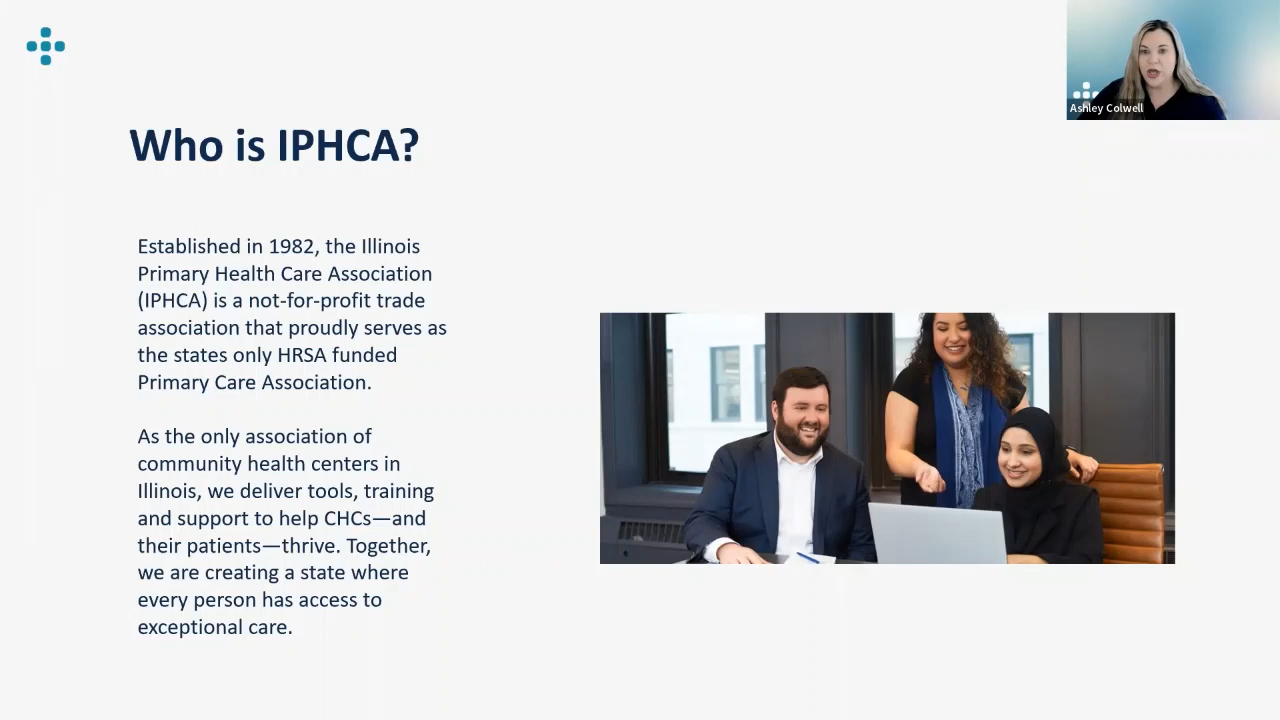 Ashley Colwell
Who is IPHCA?
Established in 1982, the Illinois
Primary Health Care Association
(IPHCA) is a not-for-profit trade
association that proudly serves as
the states only HRSA funded
Primary Care Association.
As the only association of
community health centers in
Illinois, we deliver tools, training
and support to help CHCs—and
their patients—thrive. Together,
we are creating a state where
every person has access to
exceptional care.